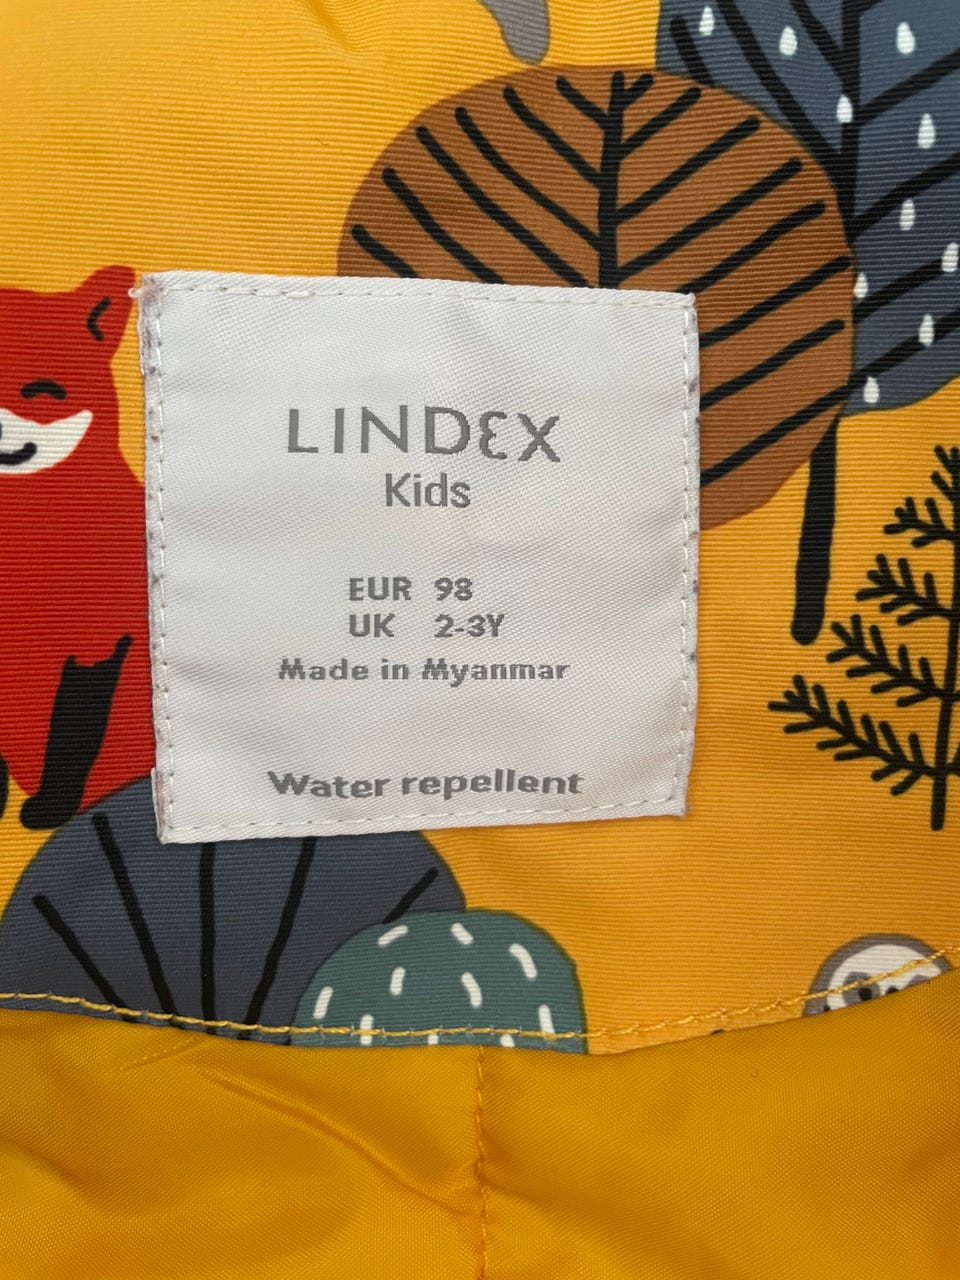 LINDEX
Kids
EUR 98
UK 2-3Y
Made in Myanmar
Water repellent